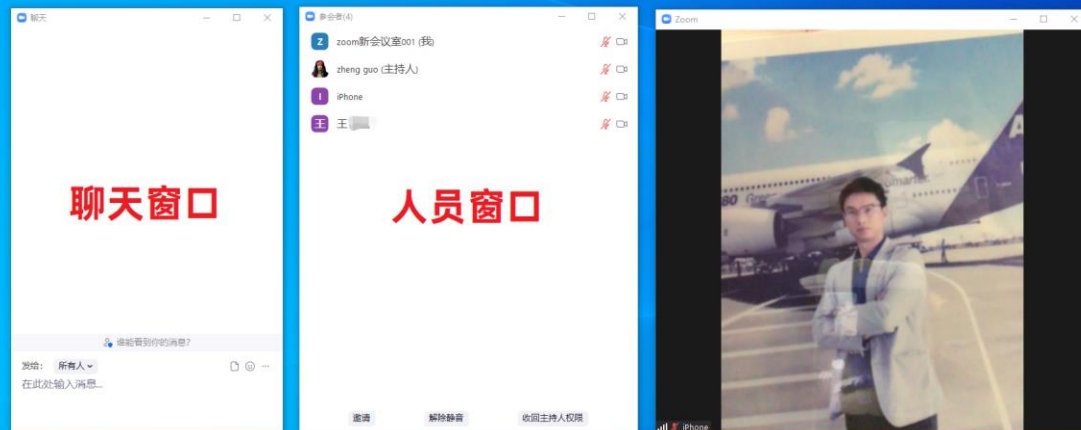 聊天
聊天窗口
谁能看到你的消息?
发给: 所有人
在此处输入消息...
参会者(4)
Z zoom新会议室001 (我)
zheng guo (主持人)
I iPhone
王 王
人员窗口
邀请 解除静音 收回主持人权限
Zoom
iPhone